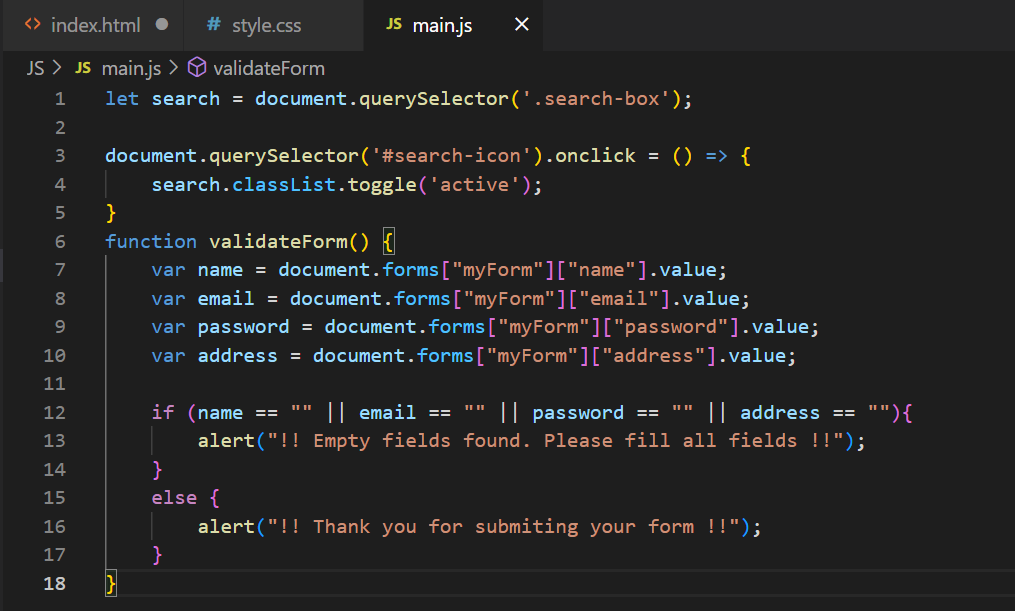 <> index.html ● # style.css JS main.js ×
JS > JS main.js > validateForm
1 let search = document.querySelector('.search-box');
2
3 document.querySelector('#search-icon').onclick = () => {
4     search.classList.toggle('active');
5 }
6 function validateForm() {
7     var name = document.forms["myForm"]["name"].value;
8     var email = document.forms["myForm"]["email"].value;
9     var password = document.forms["myForm"]["password"].value;
10     var address = document.forms["myForm"]["address"].value;
11
12     if (name == "" || email == "" || password == "" || address == ""){
13         alert("!! Empty fields found. Please fill all fields !!");
14     }
15     else {
16         alert("!! Thank you for submiting your form !!");
17     }
18 }